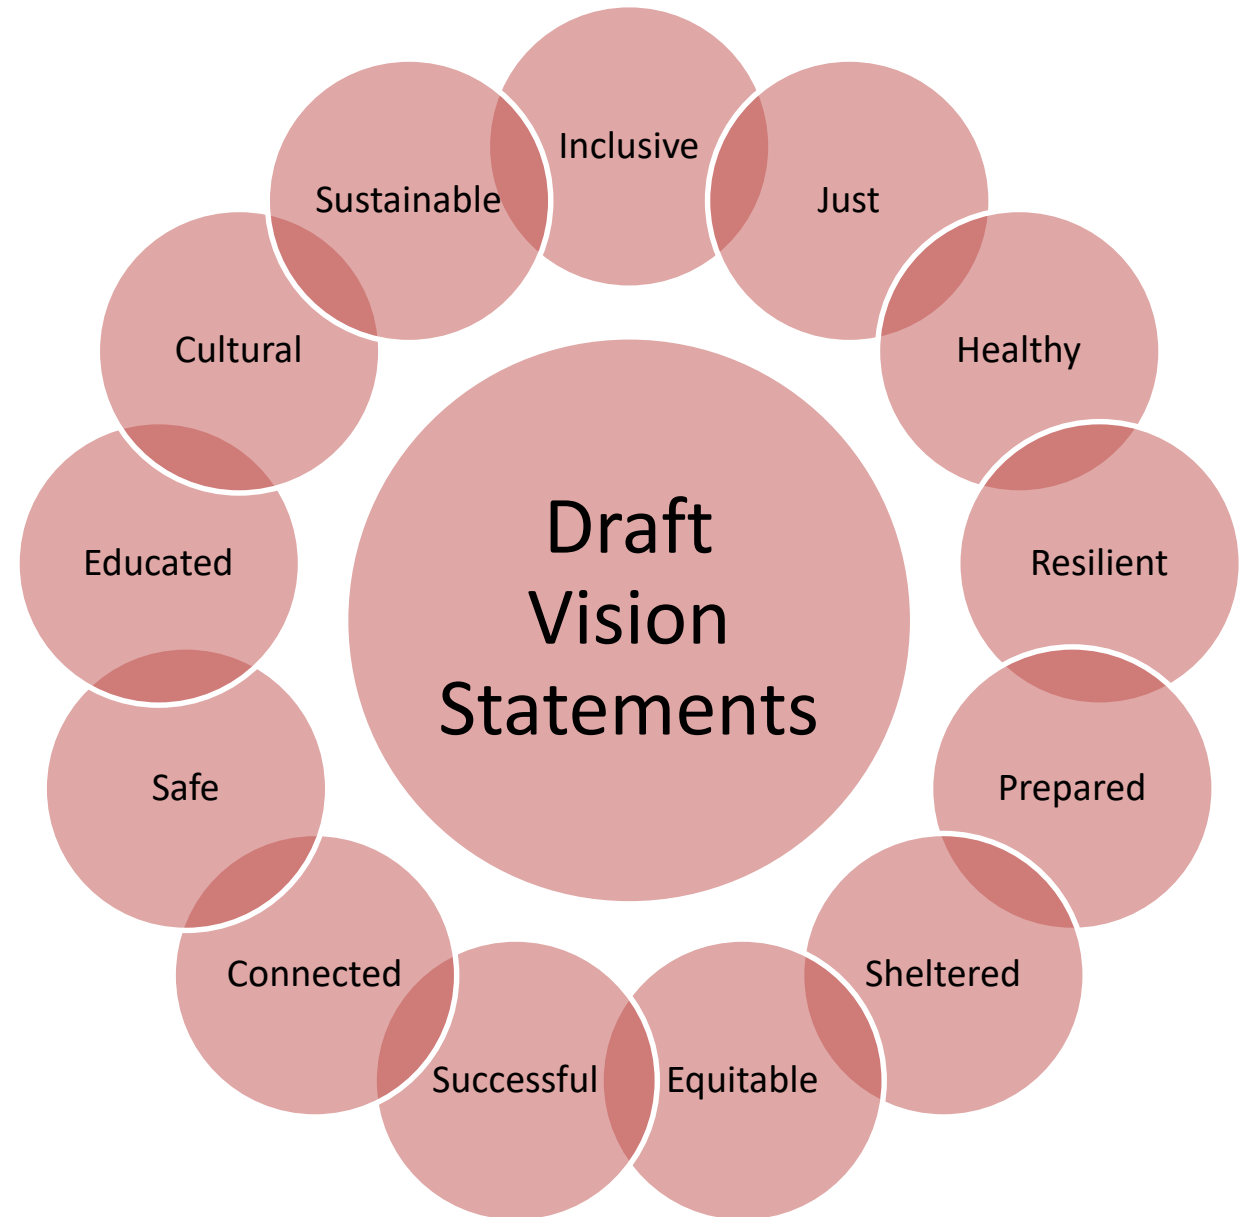 Inclusive
Just
Healthy
Resilient
Prepared
Sheltered
Equitable
Successful
Connected
Safe
Educated
Cultural
Sustainable
Draft
Vision
Statements